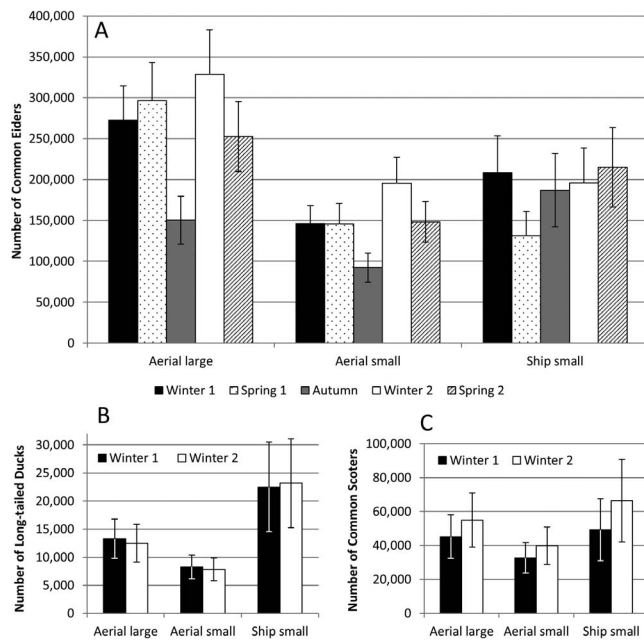 A
Number of Common Eiders
400,000
350,000
300,000
250,000
200,000
150,000
100,000
50,000
0
Aerial large Aerial small Ship small
Winter 1 Spring 1 Autumn Winter 2 Spring 2
B
Number of Long-tailed Ducks
30,000
25,000
20,000
15,000
10,000
5,000
0
Winter 1 Winter 2
Aerial large Aerial small Ship small
C
Number of Common Scoters
100,000
80,000
60,000
40,000
20,000
0
Winter 1
Winter 2
Aerial large Aerial small Ship small